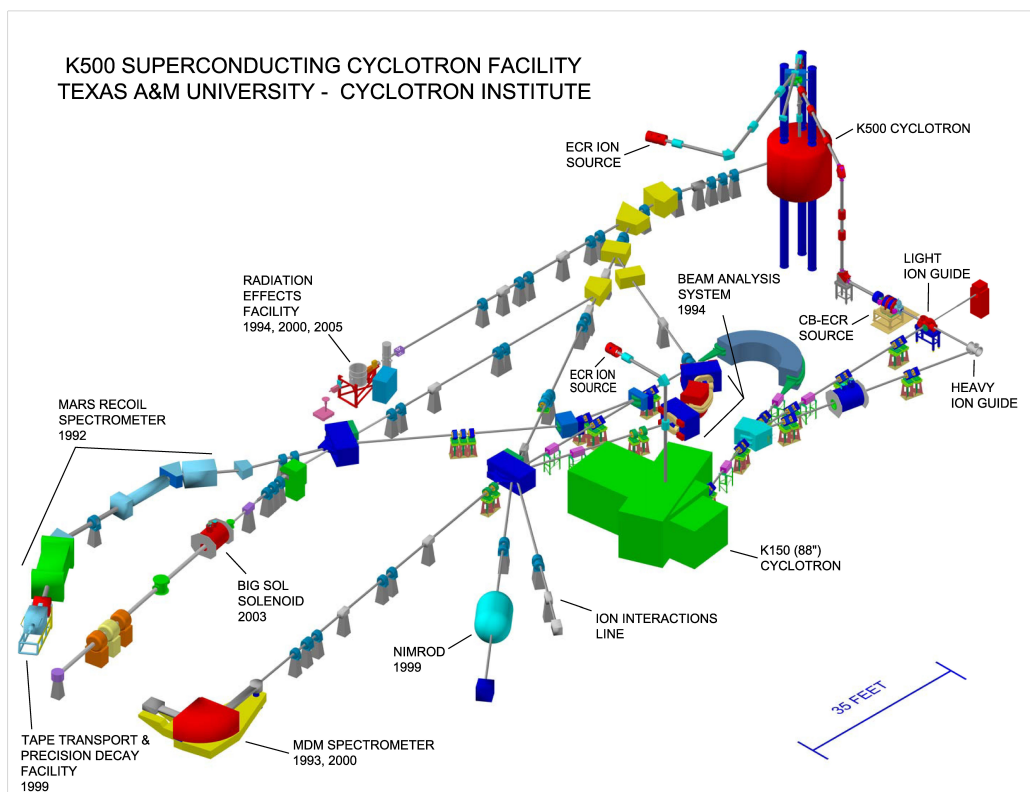 K500 SUPERCONDUCTING CYCLOTRON FACILITY
TEXAS A&M UNIVERSITY - CYCLOTRON INSTITUTE
ECR ION
SOURCE
K500 CYCLOTRON
RADIATION
EFFECTS
FACILITY
1994, 2000, 2005
BEAM ANALYSIS
SYSTEM
1994
LIGHT
ION GUIDE
CB-ECR
SOURCE
ECR ION
SOURCE
HEAVY
ION GUIDE
MARS RECOIL
SPECTROMETER
1992
K150 (88")
CYCLOTRON
BIG SOL
SOLENOID
2003
ION INTERACTIONS
LINE
NIMROD
1999
35 FEET
TAPE TRANSPORT &
PRECISION DECAY
FACILITY
1999
MDM SPECTROMETER
1993, 2000